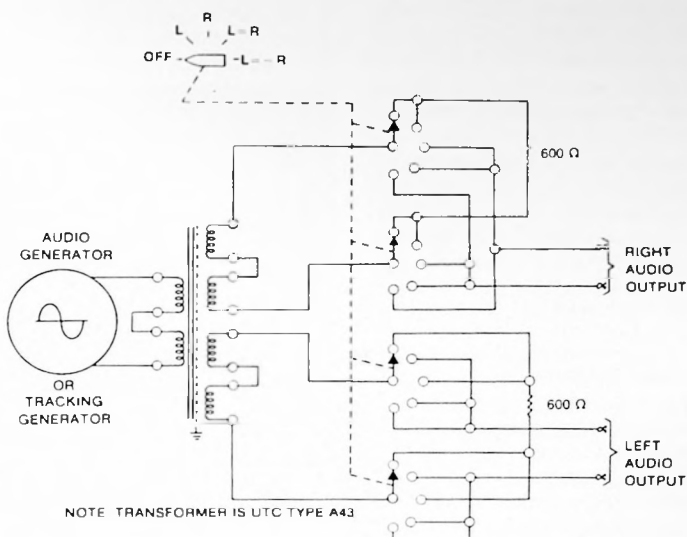 R
L L=R
OFF -L=-R
600 Ω
AUDIO
GENERATOR
RIGHT
AUDIO
OUTPUT
OR
TRACKING
GENERATOR
600 Ω
LEFT
AUDIO
OUTPUT
NOTE TRANSFORMER IS UTC TYPE A43